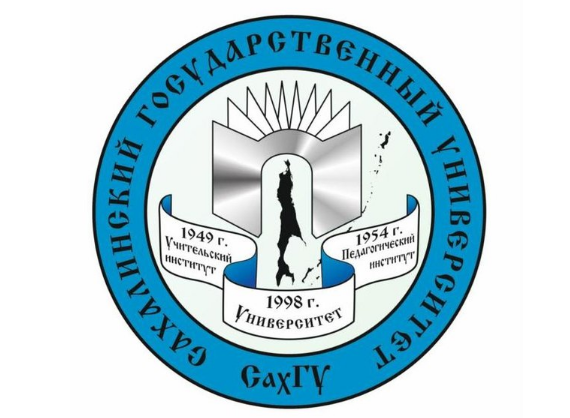 САХАЛИНСКИЙ ГОСУДАРСТВЕННЫЙ УНИВЕРСИТЕТ
1949 г.
Учительский
институт
1954 г.
Педагогический
институт
1998 г.
Университет
СахГУ